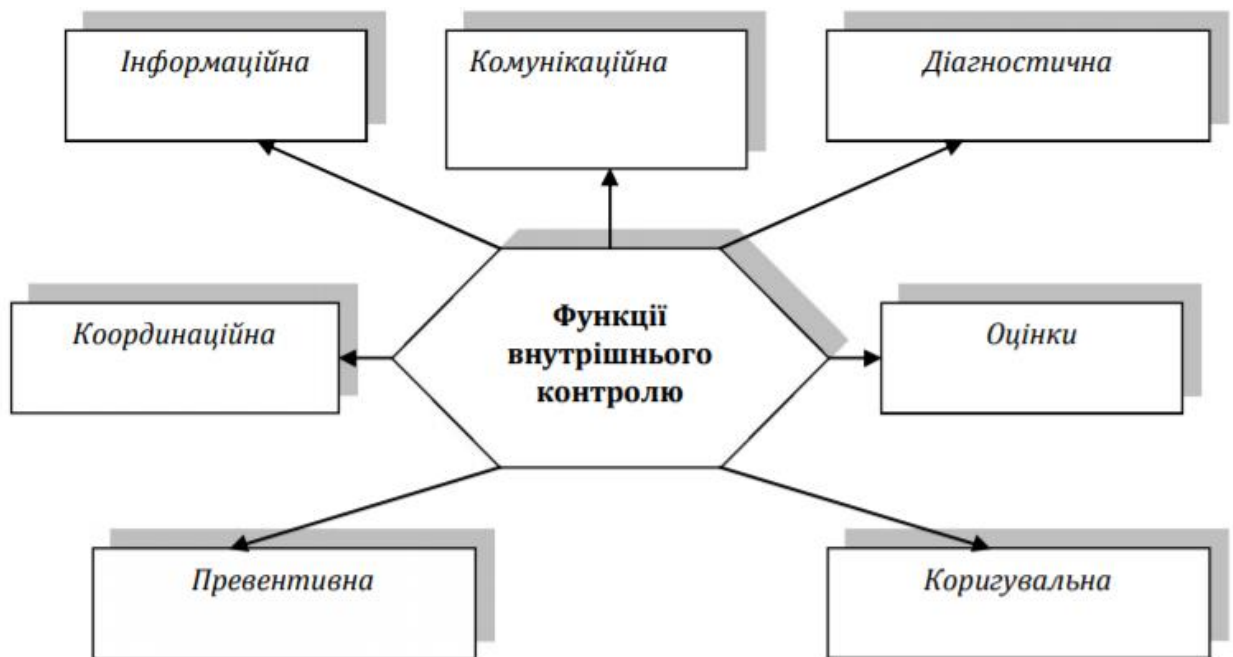 Інформаційна
Комунікаційна
Діагностична
Координаційна
Функції
внутрішнього
контролю
Оцінки
Превентивна
Коригувальна